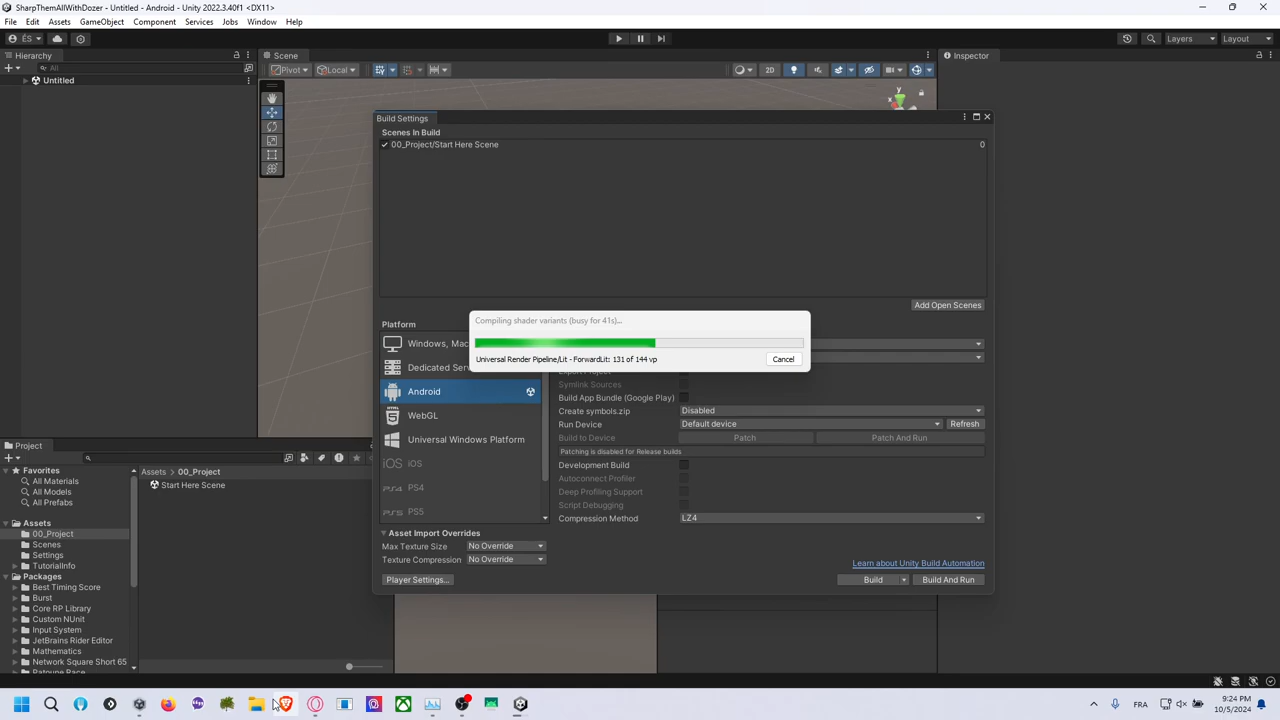 SharpThemAllWithDozer - Untitled - Android - Unity 2022.3.40f1 <DX11>
File Edit Assets GameObject Component Services Jobs Window Help
ÉS
Layers
Layout
Hierarchy
Scene
Inspector
All
Pivot
Local
2D
Untitled
y
x
Build Settings
Scenes In Build
00_Project/Start Here Scene
0
Add Open Scenes
Platform
Compiling shader variants (busy for 41s)...
Universal Render Pipeline/Lit - ForwardLit: 131 of 144 vp
Cancel
Windows, Mac
Dedicated Serv
Android
WebGL
Universal Windows Platform
iOS
iOS
PS4
PS4
PS5
PS5
Symlink Sources
Build App Bundle (Google Play)
Create symbols.zip
Disabled
Run Device
Default device
Refresh
Build to Device
Patch
Patch And Run
Patching is disabled for Release builds
Development Build
Autoconnect Profiler
Deep Profiling Support
Script Debugging
Compression Method
LZ4
Asset Import Overrides
Max Texture Size
No Override
Texture Compression
No Override
Learn about Unity Build Automation
Player Settings...
Build
Build And Run
Project
Favorites
All Materials
All Models
All Prefabs
Assets
00_Project
Scenes
Settings
TutorialInfo
Packages
Best Timing Score
Burst
Core RP Library
Custom NUnit
Input System
JetBrains Rider Editor
Mathematics
Network Square Short 65
Assets > 00_Project
Start Here Scene
FRA
9:24 PM
10/5/2024